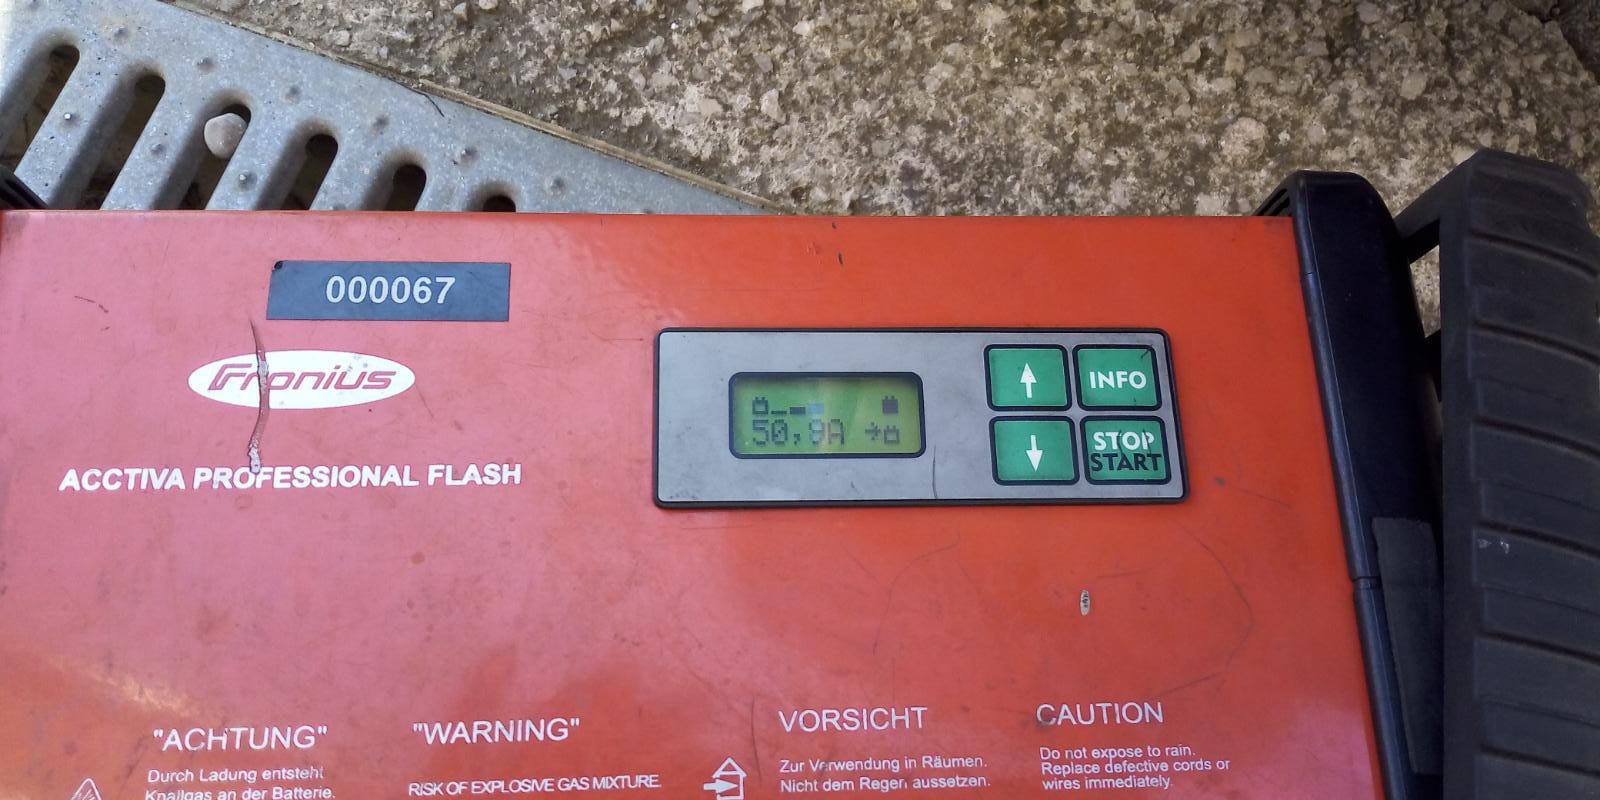 000067
Fronius
ACCTIVA PROFESSIONAL FLASH
50,9A
INFO
STOP
START
"ACHTUNG"
Durch Ladung entsteht
Knallgas an der Batterie.
"WARNING"
RISK OF EXPLOSIVE GAS MIXTURE.
VORSICHT
Zur Verwendung in Räumen.
Nicht dem Regen aussetzen.
CAUTION
Do not expose to rain.
Replace defective cords or
wires immediately.